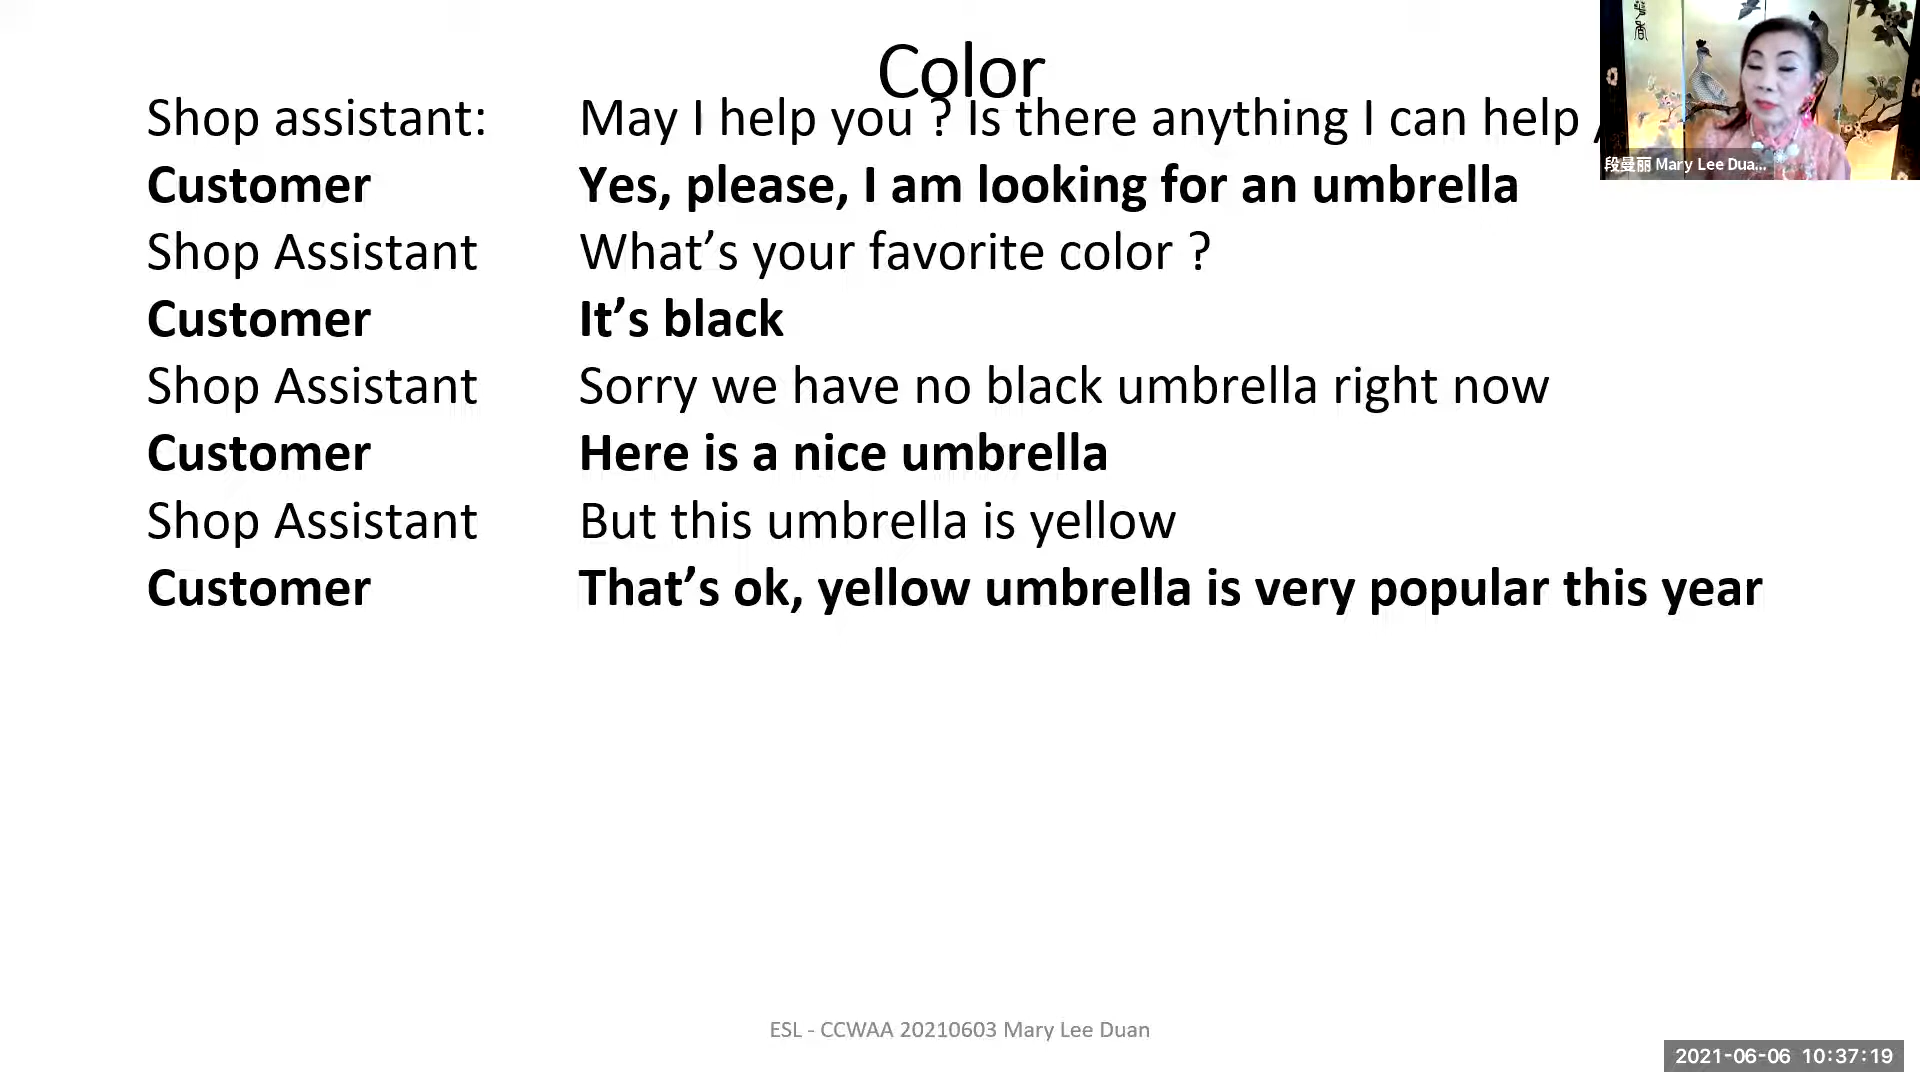 Color
Shop assistant: May I help you ? Is there anything I can help
Customer Yes, please, I am looking for an umbrella
Shop Assistant What’s your favorite color ?
Customer It’s black
Shop Assistant Sorry we have no black umbrella right now
Customer Here is a nice umbrella
Shop Assistant But this umbrella is yellow
Customer That’s ok, yellow umbrella is very popular this year
段曼丽 Mary Lee Dua...
ESL - CCWAA 20210603 Mary Lee Duan
2021-06-06 10:37:19